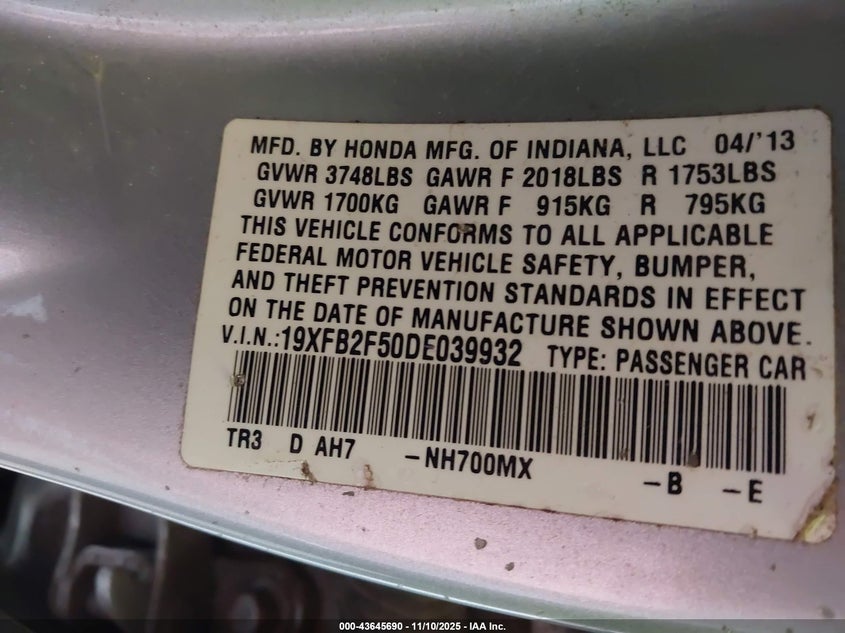 MFD. BY HONDA MFG. OF INDIANA, LLC 04/'13
GVWR 3748LBS GAWR F 2018LBS R 1753LBS
GVWR 1700KG GAWR F 915KG R 795KG
THIS VEHICLE CONFORMS TO ALL APPLICABLE
FEDERAL MOTOR VEHICLE SAFETY, BUMPER,
AND THEFT PREVENTION STANDARDS IN EFFECT
ON THE DATE OF MANUFACTURE SHOWN ABOVE.
V.I.N.:19XFB2F50DE039932 TYPE: PASSENGER CAR
TR3 D AH7 -NH700MX -B -E
000-43645690 - 11/10/2025 - IAA Inc.